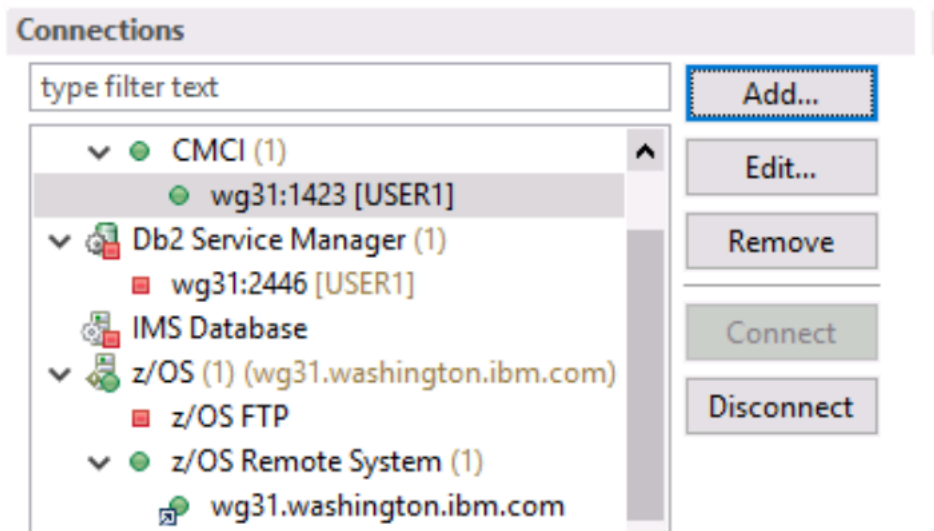 Connections
type filter text
Add...
CMCI (1)
Edit...
wg31:1423 [USER1]
Db2 Service Manager (1)
Remove
wg31:2446 [USER1]
IMS Database
Connect
z/OS (1) (wg31.washington.ibm.com)
Disconnect
z/OS FTP
z/OS Remote System (1)
wg31.washington.ibm.com